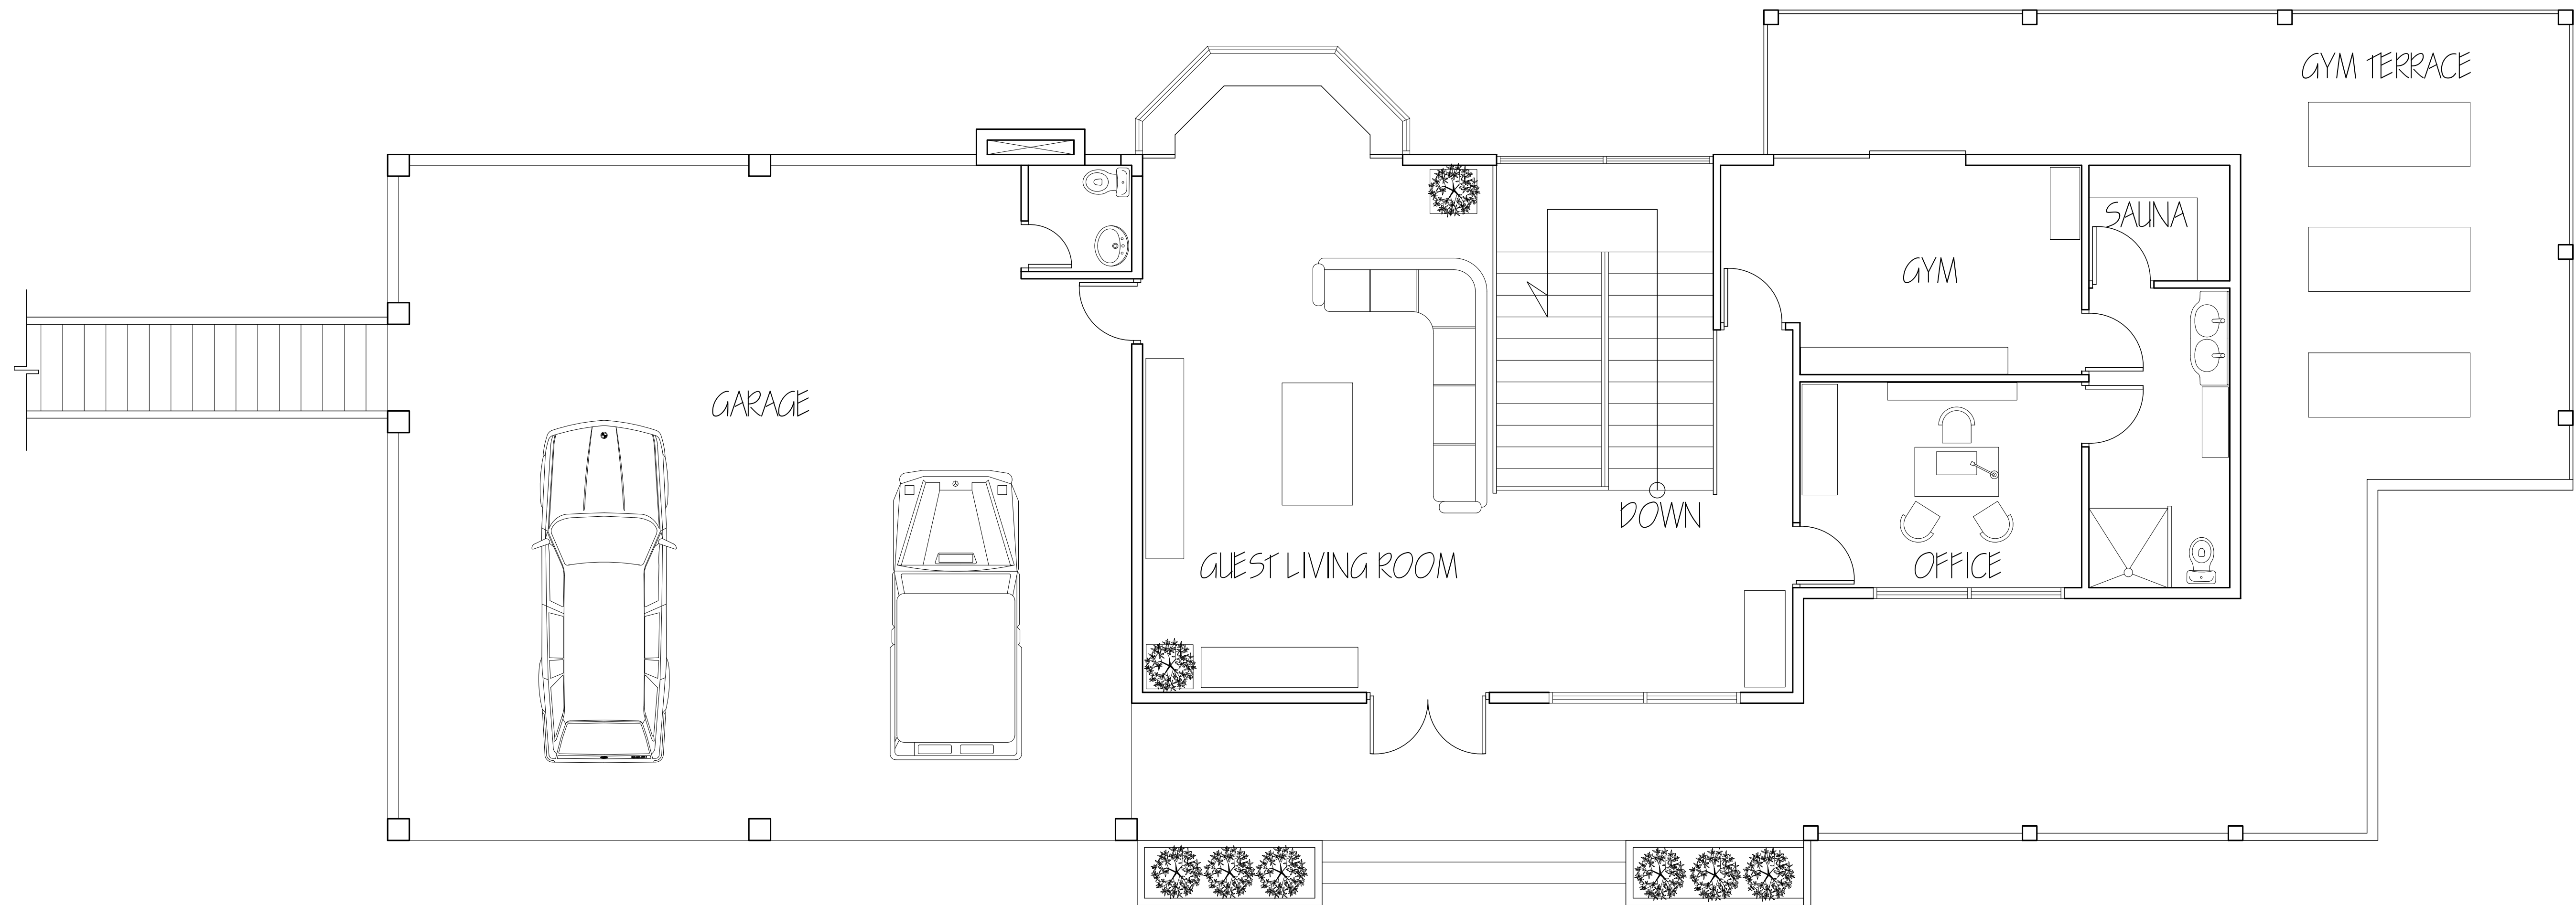 GYM TERRACE
SAUNA
GYM
GARAGE
DOWN
GUEST LIVING ROOM
OFFICE